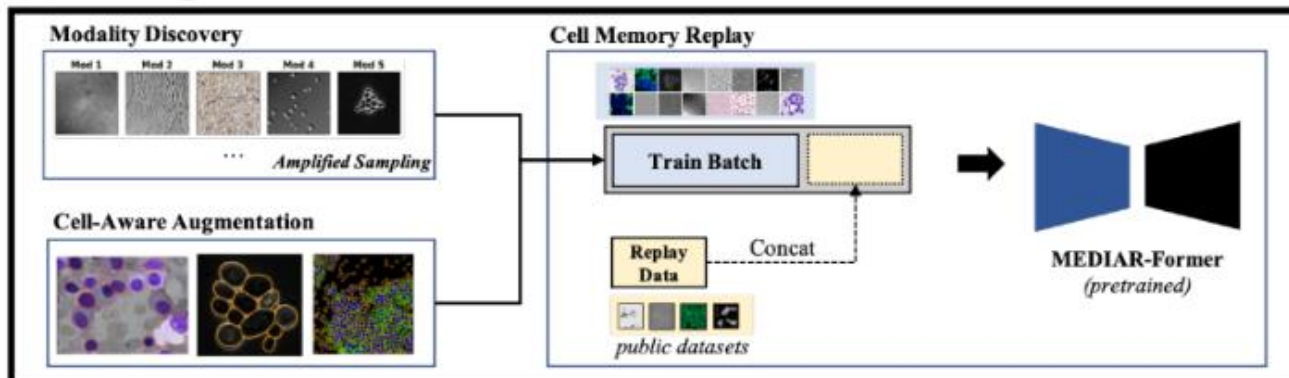 Modality Discovery
Mod 1 Mod 2 Mod 3 Mod 4 Mod 5
...
Amplified Sampling
Cell-Aware Augmentation
Cell Memory Replay
Train Batch
Replay
Data
Concat
public datasets
MEDIAR-Former
(pretrained)